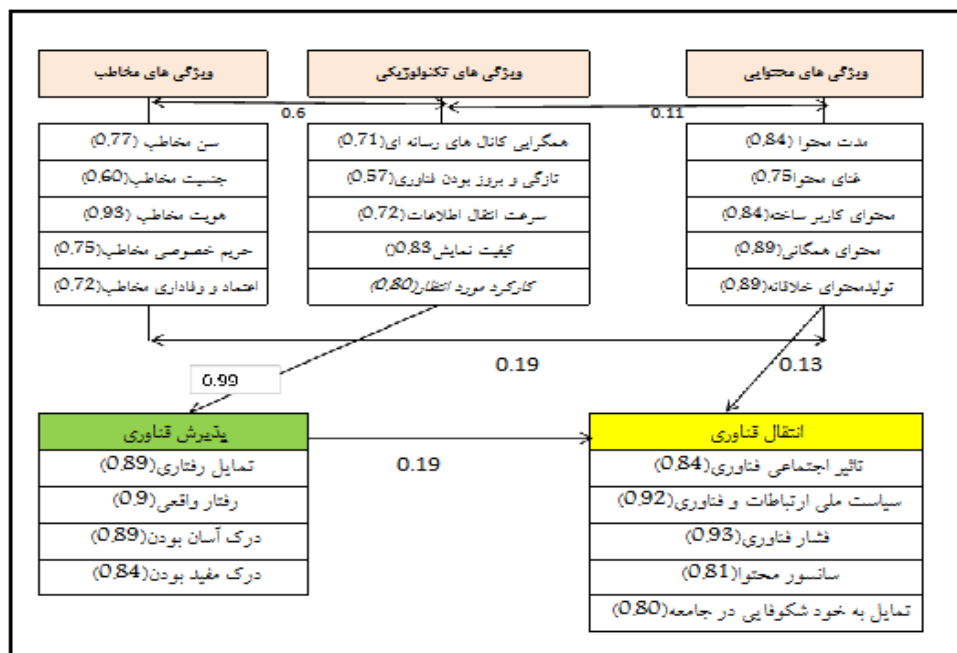 ویژگی های محتوایی
ویژگی های تکنولوژیکی
ویژگی های مخاطب
0.11
0.6
مدت محتوا (0,84)
غنای محتوا0,75)
محتوای کاربر ساخته(0,84)
محتوای همگانی(0,89)
تولیدمحتوای خلاقانه(0,89)
همگرایی کانال های رسانه ای(0,71)
تازگی و بروز بودن فناوری(0,57)
سرعت انتقال اطلاعات(0,72)
کیفیت نمایش0,83()
کارکرد مورد انتظار(0,80)
سن مخاطب (0,77)
جنسیت مخاطب(0,60)
هویت مخاطب (0,93)
حریم خصوصی مخاطب(0,75)
اعتماد و وفاداری مخاطب(0,72)
0.19
0.13
0.99
انتقال فناوری
تاثیر اجتماعی فناوری(0,84)
سیاست ملی ارتباطات و فناوری(0,92)
فشار فناوری(0,93)
سانسور محتوا(0,81)
تمایل به خود شکوفایی در جامعه(0,80)
0.19
پذیرش فناوری
تمایل رفتاری(0,89)
رفتار واقعی(0,9)
درک آسان بودن(0,89)
درک مفید بودن(0,84)